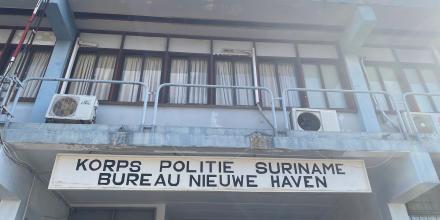 KORPS POLITIE SURINAME
BUREAU NIEUWE HAVEN